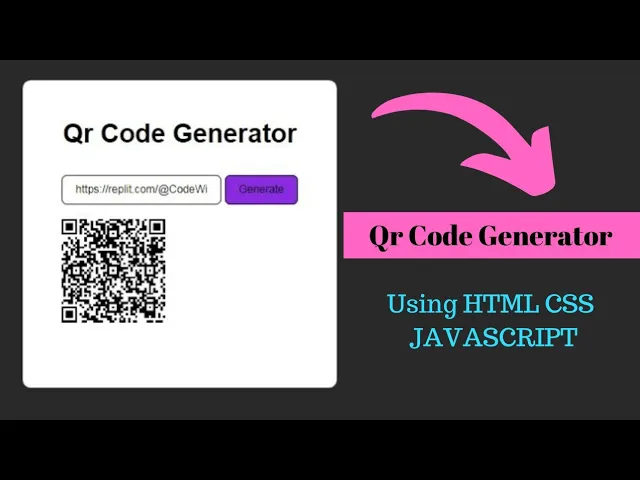 Qr Code Generator
https://replit.com/@CodeWi
Generate
Qr Code Generator
Using HTML CSS
JAVASCRIPT